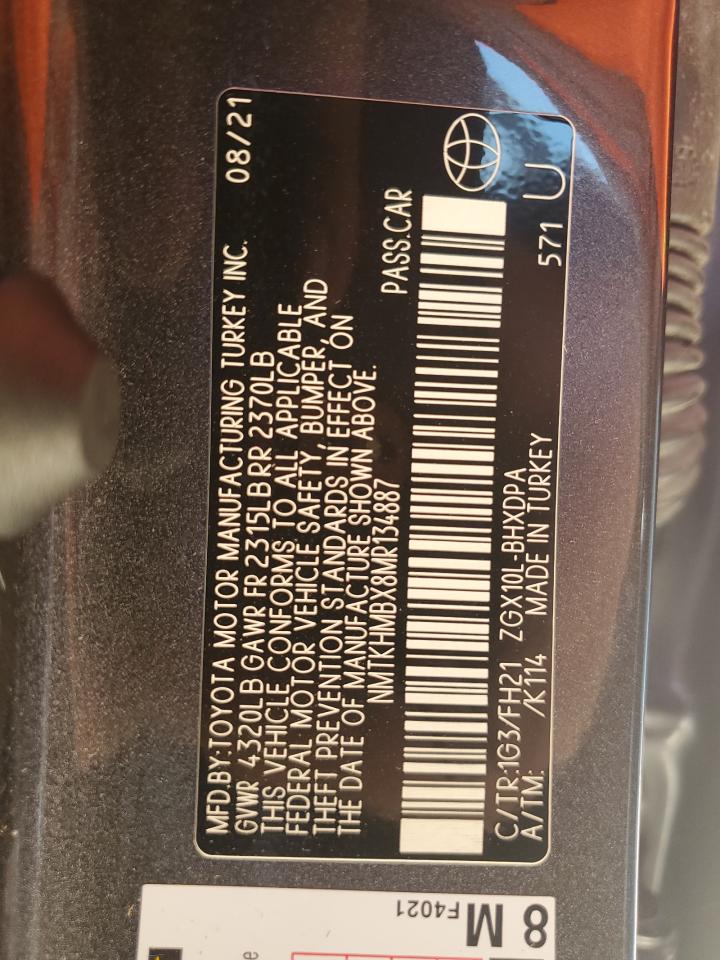 MFD.BY:TOYOTA MOTOR MANUFACTURING TURKEY INC. 08/21
GVWR 4320LB GAWR FR 2315LB RR 2370LB
THIS VEHICLE CONFORMS TO ALL APPLICABLE
FEDERAL MOTOR VEHICLE SAFETY, BUMPER, AND
THEFT PREVENTION STANDARDS IN EFFECT ON
THE DATE OF MANUFACTURE SHOWN ABOVE.
NMTKHMBX8MR134887 PASS.CAR
C/TR:1G3/FH21 ZGX10L-BHXDPA
A/TM: /K114 MADE IN TURKEY 571 U
8 M
F4021